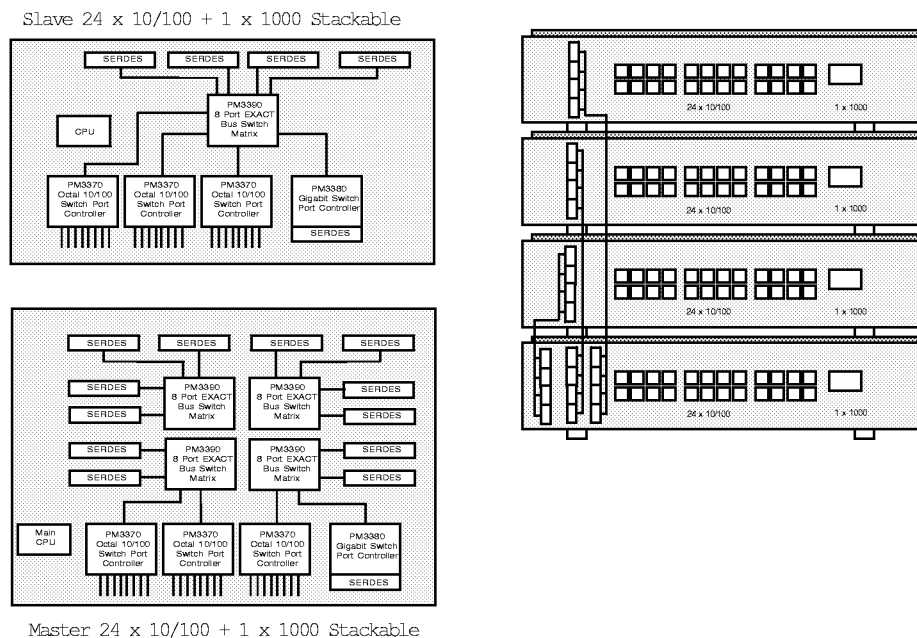 Slave 24 x 10/100 + 1 x 1000 Stackable
SERDES
SERDES
SERDES
SERDES
PM3390
8 Port EXACT
Bus Switch
Matrix
CPU
PM3370
Octal 10/100
Switch Port
Controller
PM3370
Octal 10/100
Switch Port
Controller
PM3370
Octal 10/100
Switch Port
Controller
PM3380
Gigabit Switch
Port Controller
SERDES
SERDES
SERDES
SERDES
SERDES
SERDES
SERDES
PM3390
8 Port EXACT
Bus Switch
Matrix
PM3390
8 Port EXACT
Bus Switch
Matrix
SERDES
SERDES
SERDES
SERDES
PM3390
8 Port EXACT
Bus Switch
Matrix
PM3390
8 Port EXACT
Bus Switch
Matrix
SERDES
SERDES
Main
CPU
PM3370
Octal 10/100
Switch Port
Controller
PM3370
Octal 10/100
Switch Port
Controller
PM3370
Octal 10/100
Switch Port
Controller
PM3380
Gigabit Switch
Port Controller
SERDES
Master 24 x 10/100 + 1 x 1000 Stackable
24 x 10/100
1 x 1000
24 x 10/100
1 x 1000
24 x 10/100
1 x 1000
24 x 10/100
1 x 1000